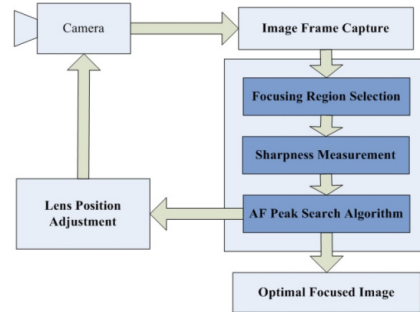 Camera
Image Frame Capture
Focusing Region Selection
Sharpness Measurement
Lens Position
Adjustment
AF Peak Search Algorithm
Optimal Focused Image